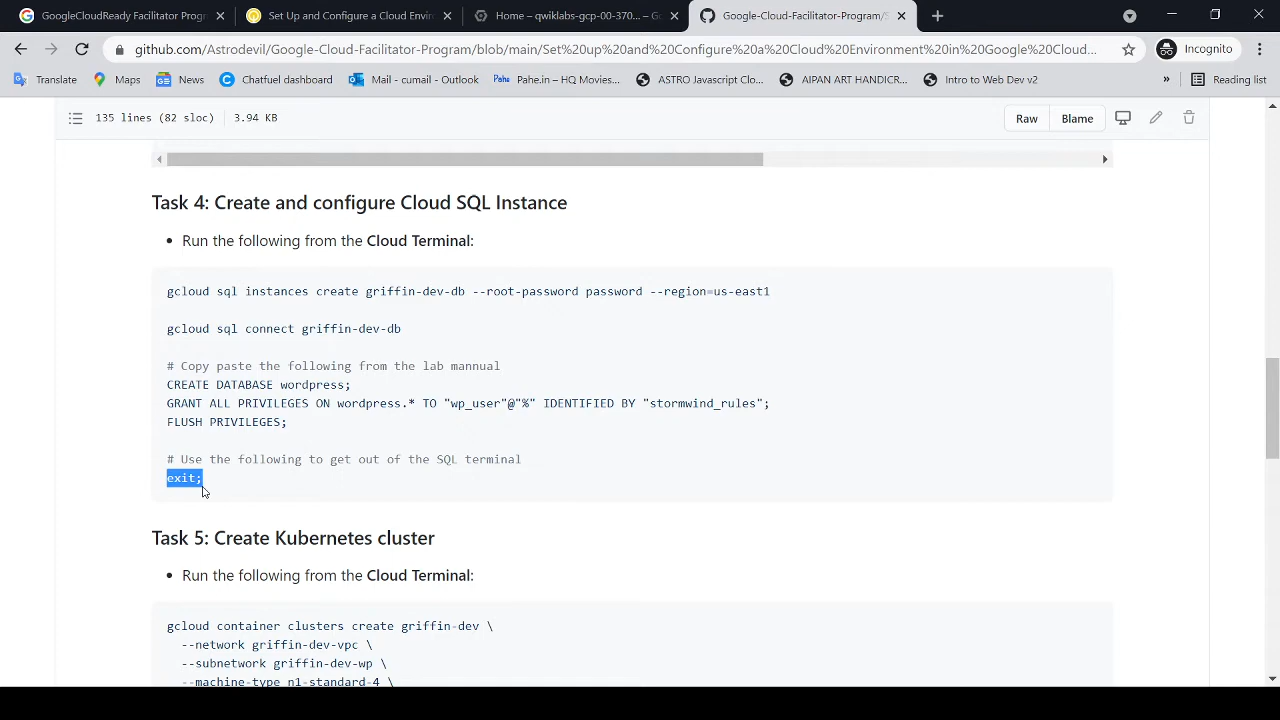 GoogleCloudReady Facilitator Progr
Set Up and Configure a Cloud Envir
Home – qwiklabs-gcp-00-370... – Go
Google-Cloud-Facilitator-Program/S
github.com/Astrodevil/Google-Cloud-Facilitator-Program/blob/main/Set%20up%20and%20Configure%20a%20Cloud%20Environment%20in%20Google%20Cloud...
Incognito
Translate
Maps
News
Chatfuel dashboard
Mail - cumail - Outlook
Pahe.in – HQ Movies...
ASTRO Javascript Clo...
AIPAN ART HANDICR...
Intro to Web Dev v2
»
Reading list
135 lines (82 sloc)
3.94 KB
Raw
Blame
Task 4: Create and configure Cloud SQL Instance
• Run the following from the Cloud Terminal:
gcloud sql instances create griffin-dev-db --root-password password --region=us-east1
gcloud sql connect griffin-dev-db
# Copy paste the following from the lab mannual
CREATE DATABASE wordpress;
GRANT ALL PRIVILEGES ON wordpress.* TO "wp_user"@"%" IDENTIFIED BY "stormwind_rules";
FLUSH PRIVILEGES;
# Use the following to get out of the SQL terminal
exit;
Task 5: Create Kubernetes cluster
• Run the following from the Cloud Terminal:
gcloud container clusters create griffin-dev \
--network griffin-dev-vpc \
--subnetwork griffin-dev-wp \
--machine-type n1-standard-4 \